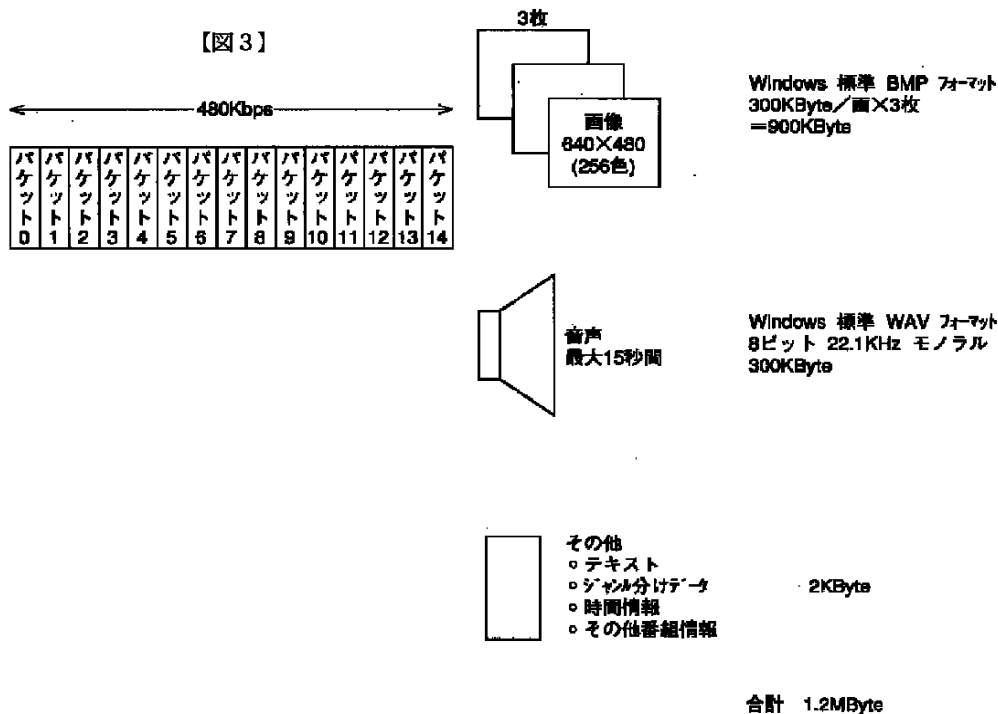 【図3】
480Kbps
パケット0
パケット1
パケット2
パケット3
パケット4
パケット5
パケット6
パケット7
パケット8
パケット9
パケット10
パケット11
パケット12
パケット13
パケット14
3枚
画像
640×480
(256色)
Windows 標準 BMP フォーマット
300KByte／画×3枚
＝900KByte
音声
最大15秒間
Windows 標準 WAV フォーマット
8ビット 22.1KHz モノラル
300KByte
その他
○ テキスト
○ ジャンル分けデータ
○ 時間情報
○ その他番組情報
2KByte
合計 1.2MByte